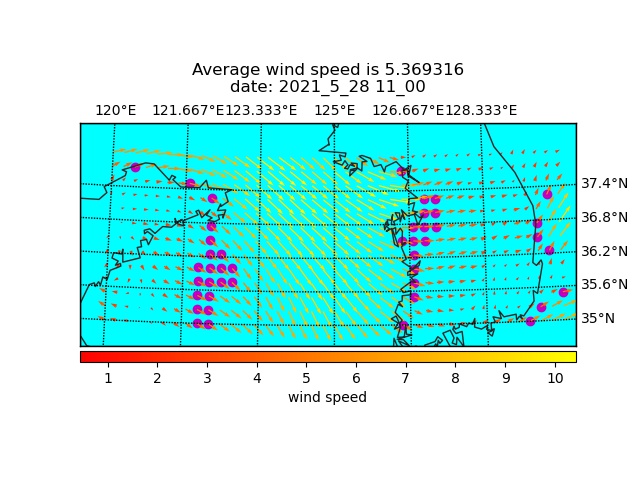 Average wind speed is 5.369316
date: 2021_5_28 11_00
120°E 121.667°E 123.333°E 125°E 126.667°E 128.333°E
37.4°N
36.8°N
36.2°N
35.6°N
35°N
1 2 3 4 5 6 7 8 9 10
wind speed